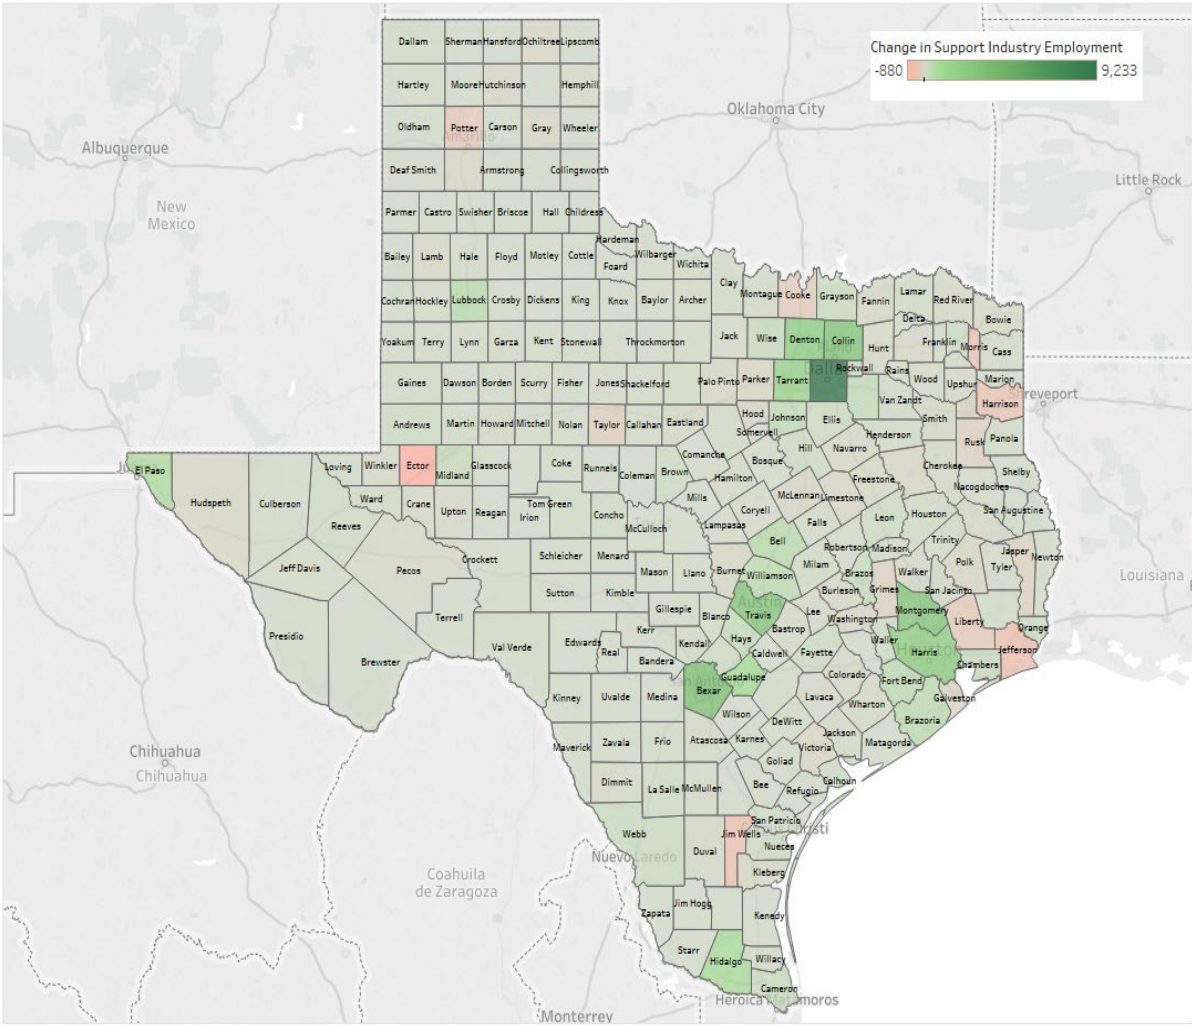 Change in Support Industry Employment
-880 9,233
Dallam Sherman Hansford Ochiltree Lipscomb
Hartley Moore Hutchinson Hemphill
Oklahoma City
Oldham Potter Carson Gray Wheeler
Amarillo
Albuquerque
Deaf Smith Armstrong Collingsworth
Little Rock
New
Mexico
Parmer Castro Swisher Briscoe Hall Childress
Hardeman
Bailey Lamb Hale Floyd Motley Cottle Foard Wilbarger Wichita
Cochran Hockley Lubbock Crosby Dickens King Knox Baylor Archer Clay Montague Cooke Grayson Fannin Lamar Red River Bowie
Delta
Yoakum Terry Lynn Garza Kent Stonewall Throckmorton Jack Wise Denton Collin Hunt Franklin Morris Cass
Gaines Dawson Borden Scurry Fisher Jones Shackelford Palo Pinto Parker Tarrant Rockwall Rains Wood Upshur Marion
Dallas
Van Zandt Harrison Shreveport
Andrews Martin Howard Mitchell Nolan Taylor Callahan Eastland Hood Johnson Ellis Smith
Somervell Henderson Rusk Panola
El Paso Loving Winkler Ector Midland Glasscock Coke Runnels Coleman Brown Comanche Bosque Hill Navarro Cherokee Shelby
Hudspeth Culberson Ward Crane Upton Reagan Tom Green Irion Concho Mills Hamilton McLennan Limestone Freestone Nacogdoches
San Augustine
Reeves McCulloch Lampasas Coryell Falls Leon Houston
Bell Robertson Madison Trinity
Jeff Davis Pecos Crockett Schleicher Menard Mason Llano Burnet Williamson Milam Brazos Walker Polk Tyler Jasper Newton
Louisiana
Sutton Kimble Burleson Grimes San Jacinto
Austin
Terrell Gillespie Blanco Travis Lee Washington Montgomery Liberty Orange
Presidio Brewster Val Verde Edwards Real Kerr Kendall Hays Bastrop Waller Harris Jefferson
Houston
Bandera Caldwell Fayette Chambers
Kinney Uvalde Medina San Antonio Bexar Guadalupe Colorado Fort Bend Galveston
Wilson Lavaca Wharton Brazoria
DeWitt
Maverick Zavala Frio Atascosa Karnes Victoria Jackson Matagorda
Chihuahua
Chihuahua
Goliad
Dimmit La Salle McMullen Bee Refugio Calhoun
San Patricio
Webb Duval Jim Wells Corpus Christi
Nueces
Nuevo Laredo
Kleberg
Coahuila
de Zaragoza
Zapata Jim Hogg Kenedy
Starr Hidalgo Willacy
Cameron
Heroica Matamoros
Monterrey